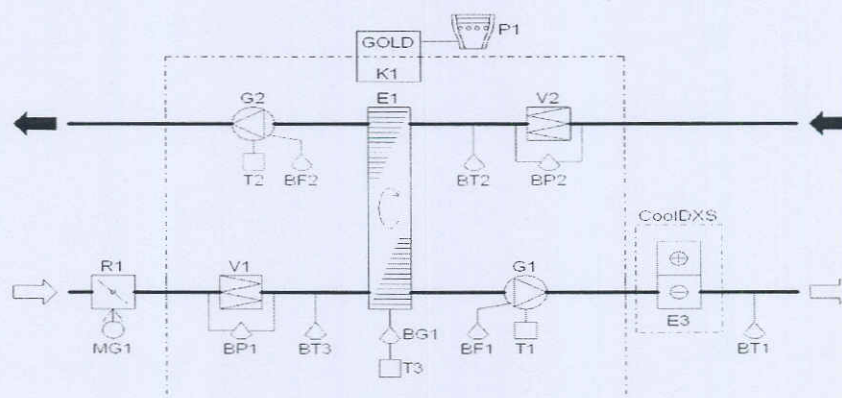 GOLD
P1
K1
G2
E1
V2
T2
BF2
BT2
BP2
CoolDXS
R1
V1
G1
MG1
BP1
BT3
BG1
BF1
T1
E3
BT1
T3